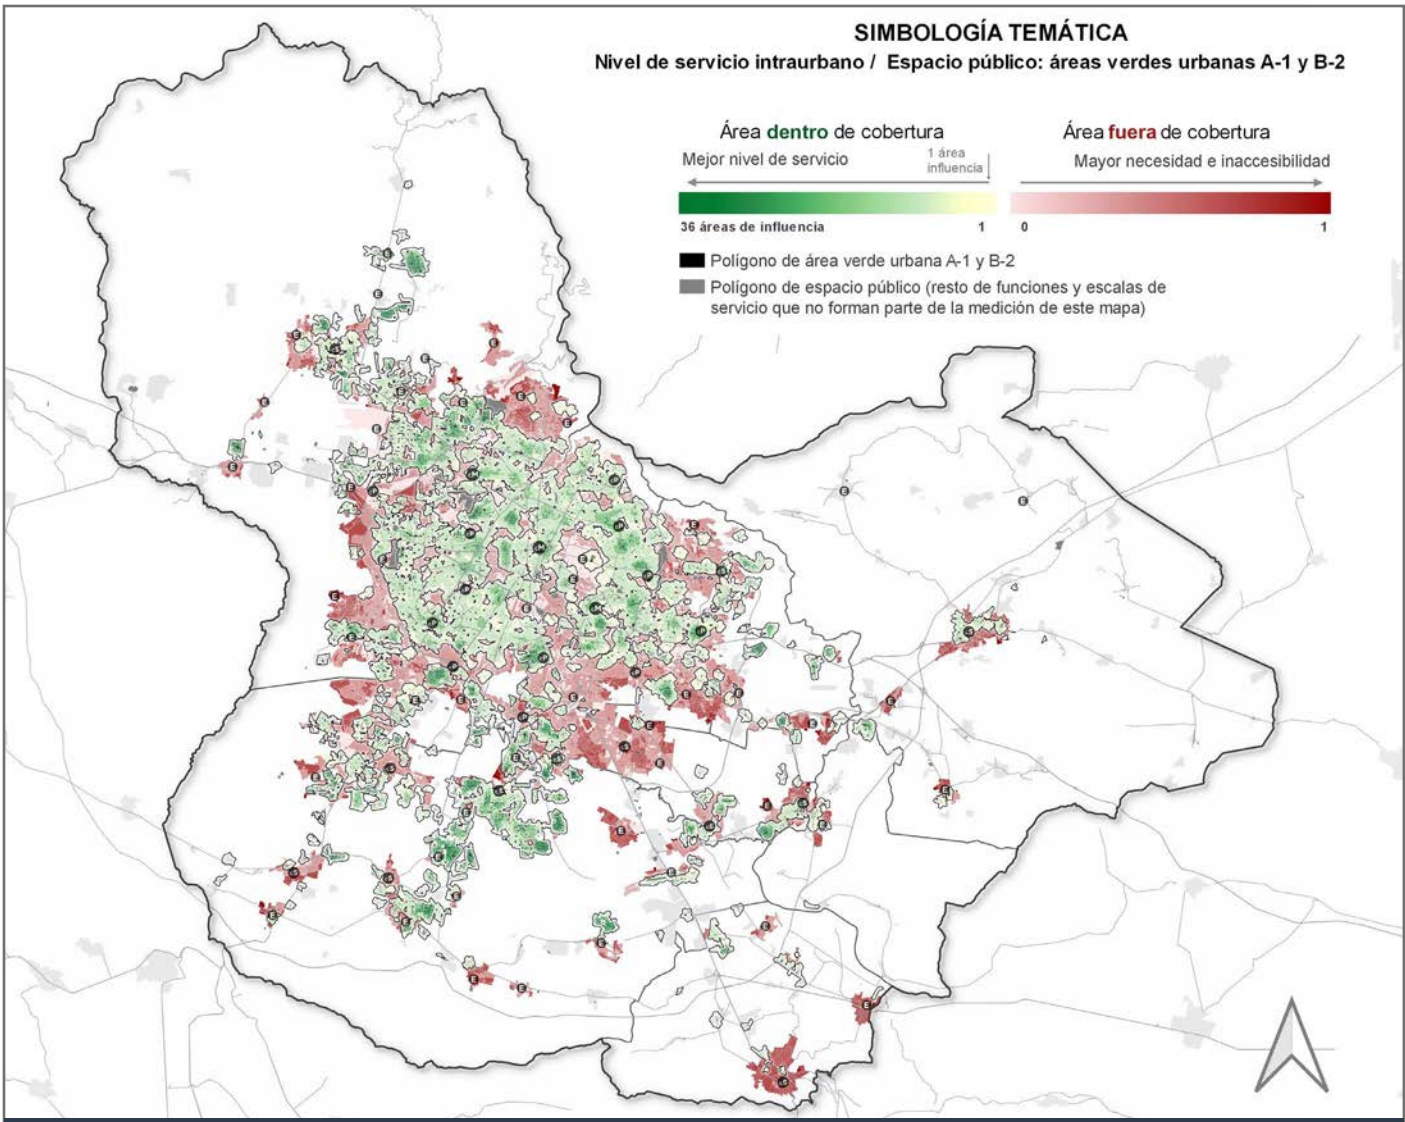 SIMBOLOGÍA TEMÁTICA
Nivel de servicio intraurbano / Espacio público: áreas verdes urbanas A-1 y B-2
Área dentro de cobertura
Área fuera de cobertura
Mejor nivel de servicio
1 área
influencia
Mayor necesidad e inaccesibilidad
36 áreas de influencia
1
0
1
Polígono de área verde urbana A-1 y B-2
Polígono de espacio público (resto de funciones y escalas de
servicio que no forman parte de la medición de este mapa)